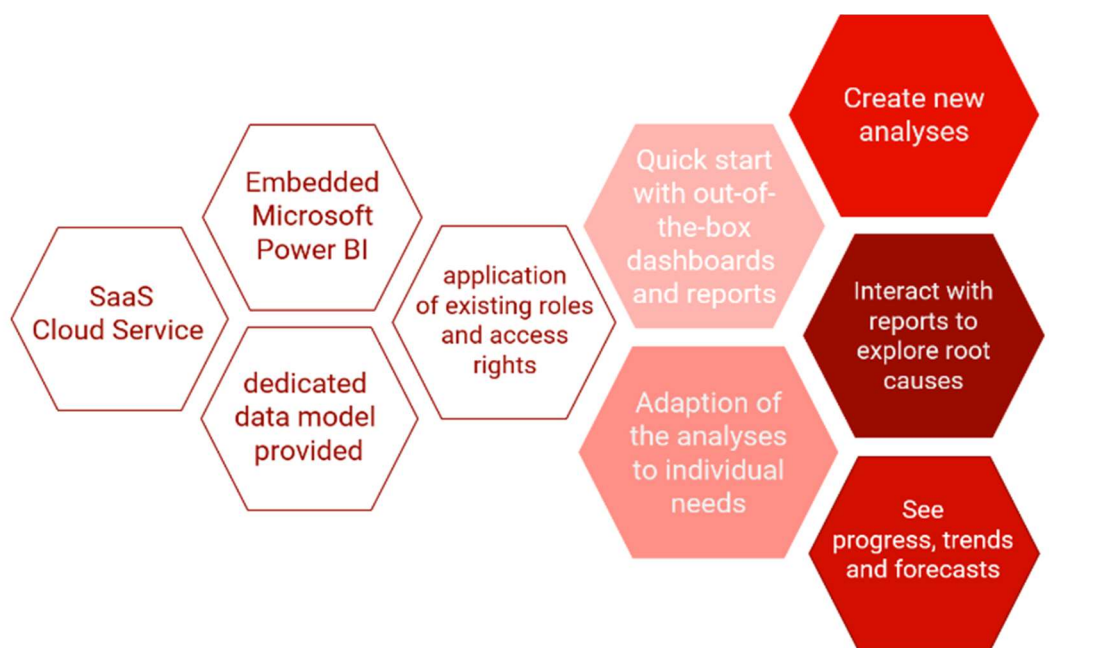 SaaS
Cloud Service
Embedded
Microsoft
Power BI
dedicated
data model
provided
application
of existing roles
and access
rights
Quick start
with out-of-
the-box
dashboards
and reports
Adaption of
the analyses
to individual
needs
Create new
analyses
Interact with
reports to
explore root
causes
See
progress, trends
and forecasts